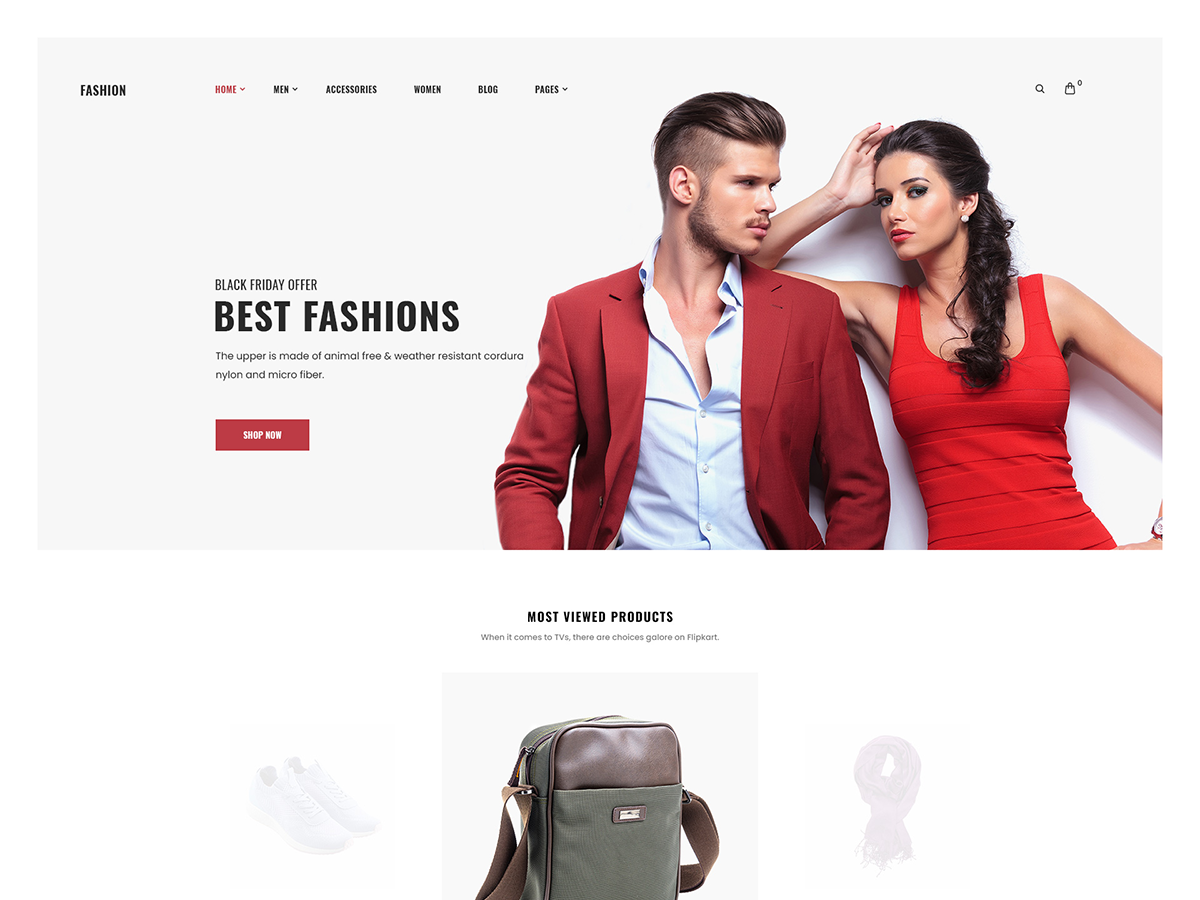 FASHION
HOME MEN ACCESSORIES WOMEN BLOG PAGES
0
BLACK FRIDAY OFFER
BEST FASHIONS
The upper is made of animal free & weather resistant cordura
nylon and micro fiber.
SHOP NOW
MOST VIEWED PRODUCTS
When it comes to TVs, there are choices galore on Flipkart.